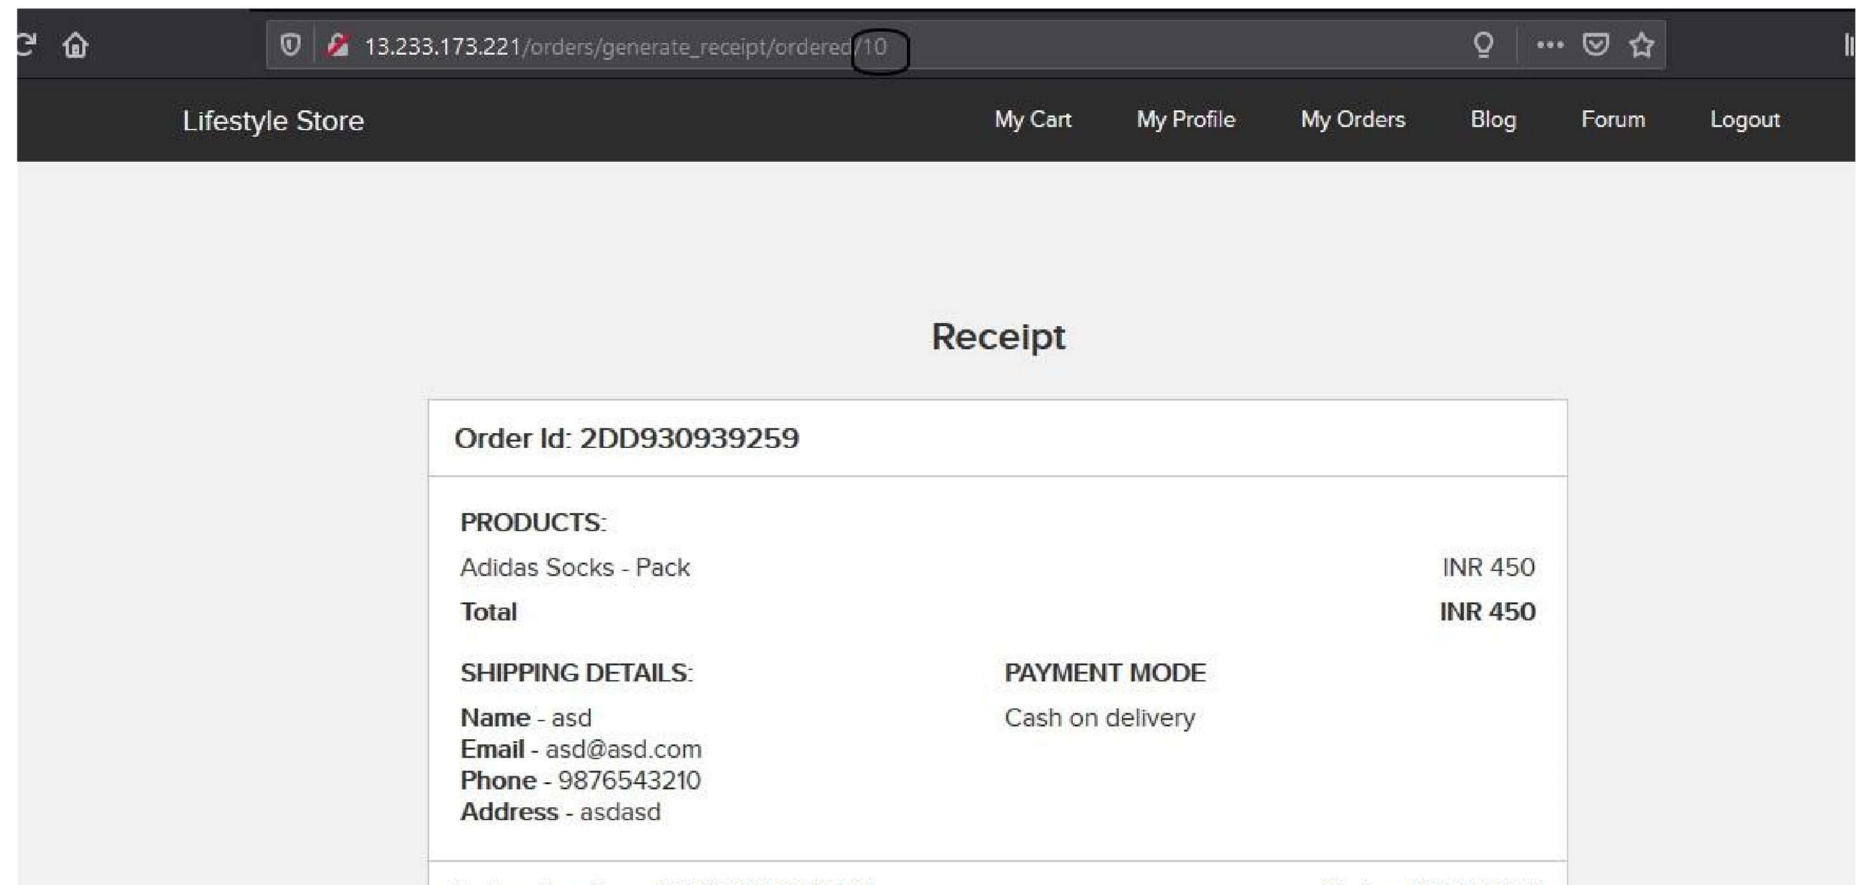 13.233.173.221/orders/generate_receipt/ordered/10
Lifestyle Store My Cart My Profile My Orders Blog Forum Logout
Receipt
Order Id: 2DD930939259
PRODUCTS:
Adidas Socks - Pack INR 450
Total INR 450
SHIPPING DETAILS: PAYMENT MODE
Name - asd Cash on delivery
Email - asd@asd.com
Phone - 9876543210
Address - asdasd